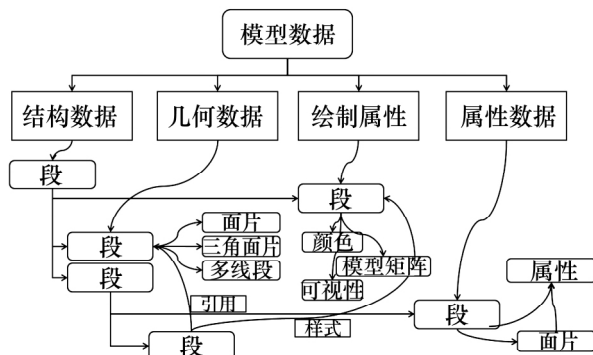 模型数据
结构数据
几何数据
绘制属性
属性数据
段
段
段
面片
三角面片
多线段
颜色
模型矩阵
可视性
段
属性
引用
样式
段
段
面片